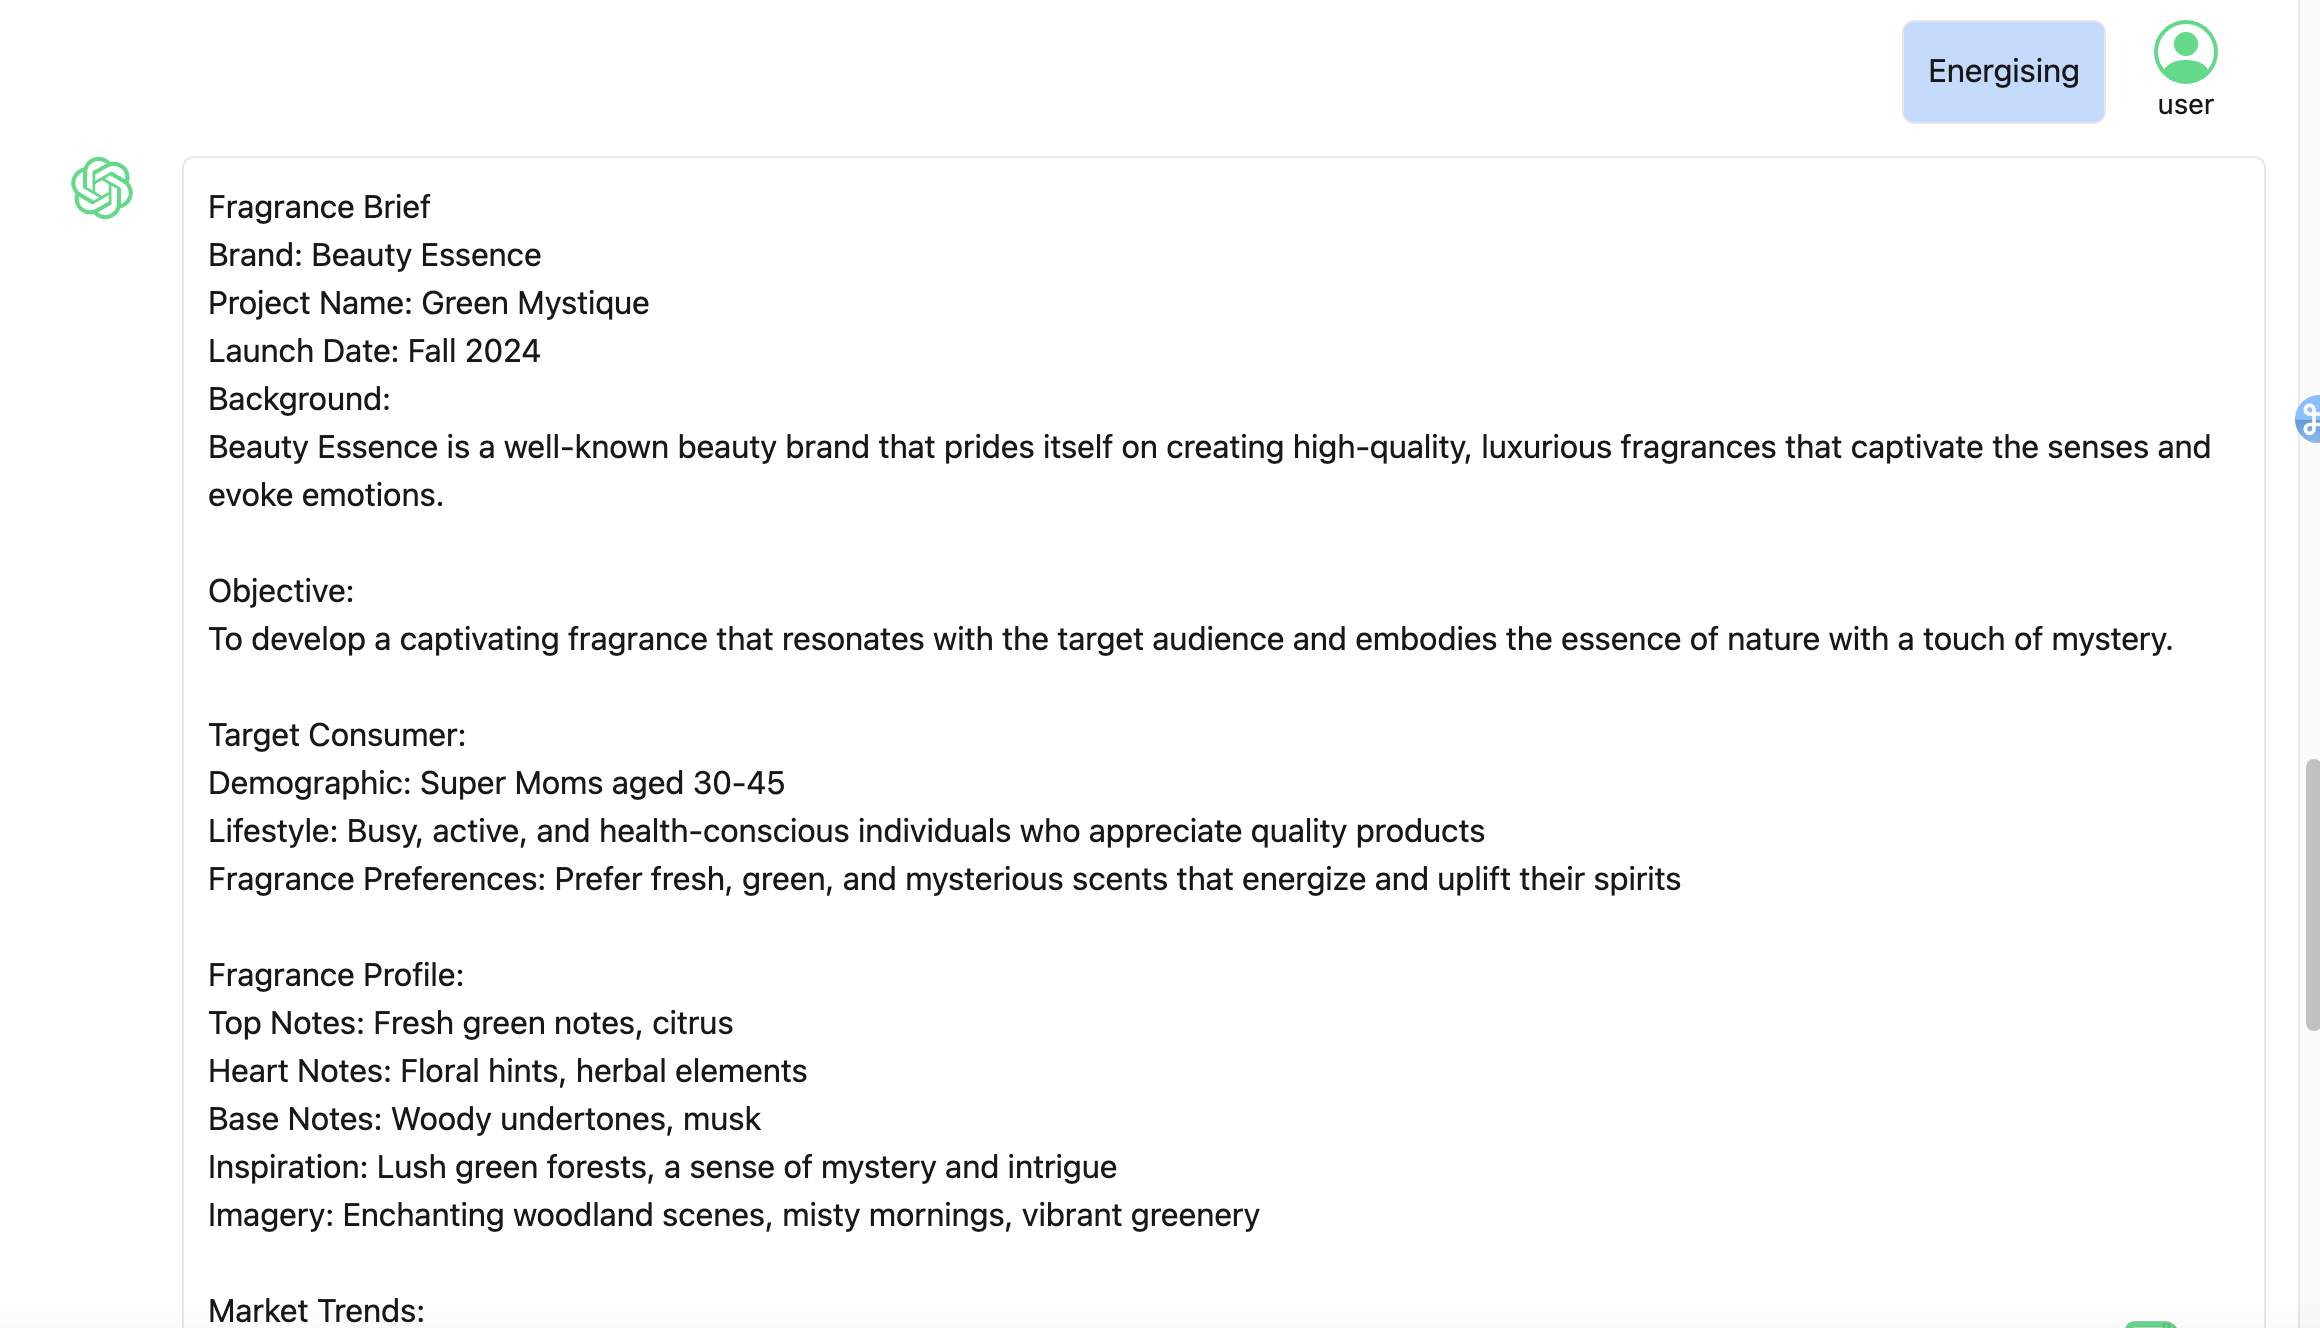 Energising
user
Fragrance Brief
Brand: Beauty Essence
Project Name: Green Mystique
Launch Date: Fall 2024
Background:
Beauty Essence is a well-known beauty brand that prides itself on creating high-quality, luxurious fragrances that captivate the senses and
evoke emotions.
Objective:
To develop a captivating fragrance that resonates with the target audience and embodies the essence of nature with a touch of mystery.
Target Consumer:
Demographic: Super Moms aged 30-45
Lifestyle: Busy, active, and health-conscious individuals who appreciate quality products
Fragrance Preferences: Prefer fresh, green, and mysterious scents that energize and uplift their spirits
Fragrance Profile:
Top Notes: Fresh green notes, citrus
Heart Notes: Floral hints, herbal elements
Base Notes: Woody undertones, musk
Inspiration: Lush green forests, a sense of mystery and intrigue
Imagery: Enchanting woodland scenes, misty mornings, vibrant greenery
Market Trends: